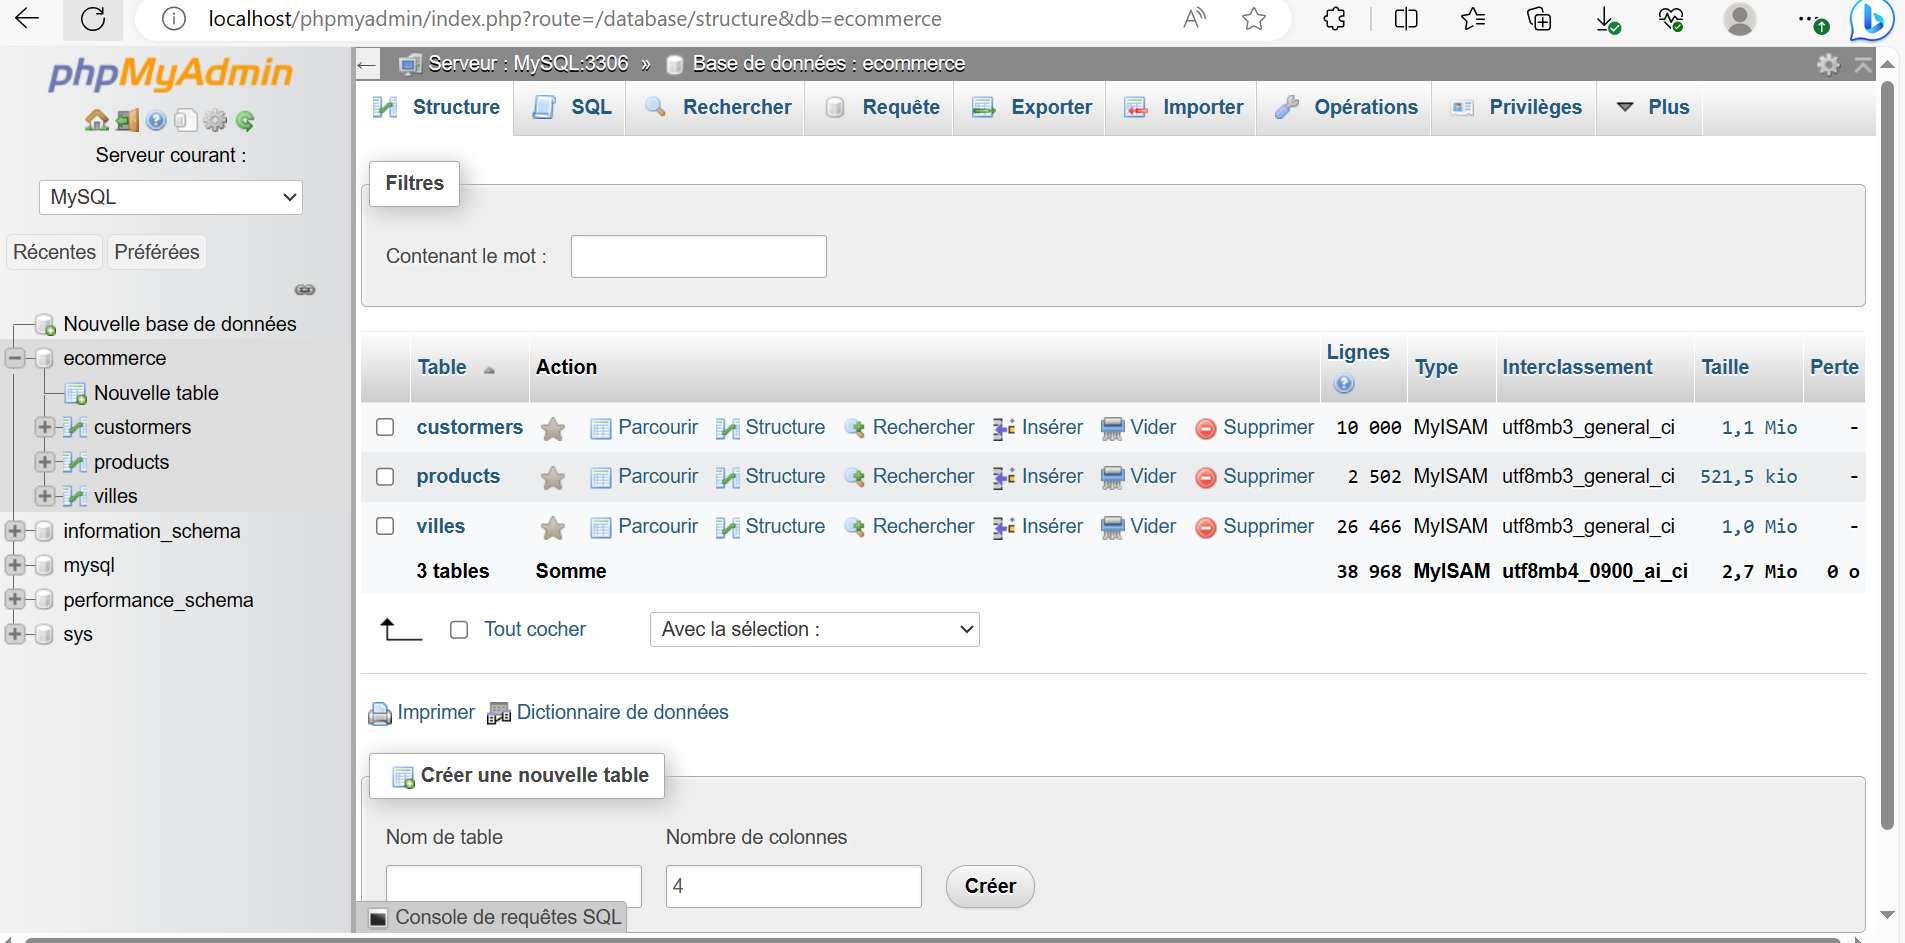 localhost/phpmyadmin/index.php?route=/database/structure&db=ecommerce
phpMyAdmin
Serveur courant :
MySQL
Récentes Préférées
Nouvelle base de données
ecommerce
Nouvelle table
custormers
products
villes
information_schema
mysql
performance_schema
sys
Serveur : MySQL:3306 » Base de données : ecommerce
Structure SQL Rechercher Requête Exporter Importer Opérations Privilèges Plus
Filtres
Contenant le mot :
Table Action Lignes Type Interclassement Taille Perte
custormers Parcourir Structure Rechercher Insérer Vider Supprimer 10 000 MyISAM utf8mb3_general_ci 1,1 Mio -
products Parcourir Structure Rechercher Insérer Vider Supprimer 2 502 MyISAM utf8mb3_general_ci 521,5 kio -
villes Parcourir Structure Rechercher Insérer Vider Supprimer 26 466 MyISAM utf8mb3_general_ci 1,0 Mio -
3 tables Somme 38 968 MyISAM utf8mb4_0900_ai_ci 2,7 Mio 0 o
Tout cocher Avec la sélection :
Imprimer Dictionnaire de données
Créer une nouvelle table
Nom de table Nombre de colonnes
4 Créer
Console de requêtes SQL